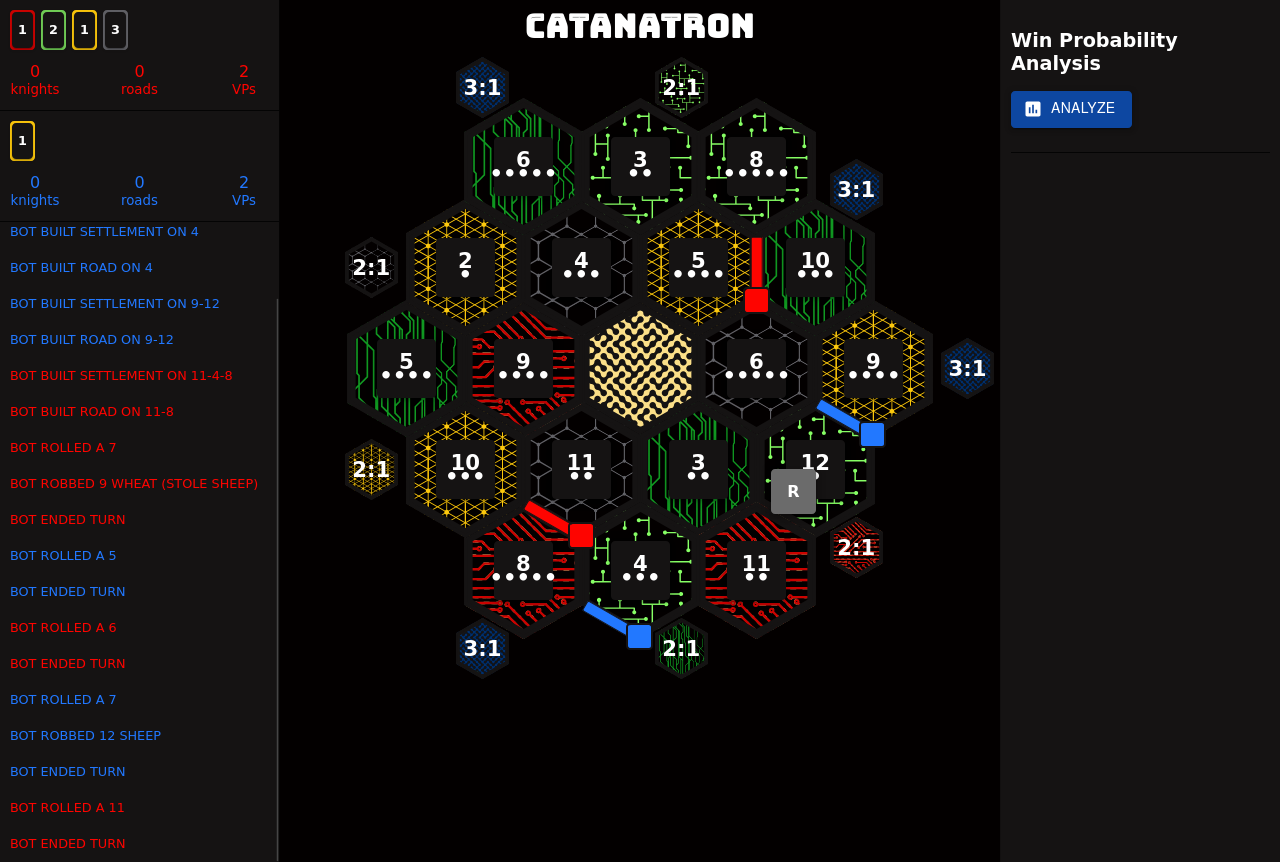 1 2 1 3
0 0 2
knights roads VPs
1
0 0 2
knights roads VPs
BOT BUILT SETTLEMENT ON 4
BOT BUILT ROAD ON 4
BOT BUILT SETTLEMENT ON 9-12
BOT BUILT ROAD ON 9-12
BOT BUILT SETTLEMENT ON 11-4-8
BOT BUILT ROAD ON 11-8
BOT ROLLED A 7
BOT ROBBED 9 WHEAT (STOLE SHEEP)
BOT ENDED TURN
BOT ROLLED A 5
BOT ENDED TURN
BOT ROLLED A 6
BOT ENDED TURN
BOT ROLLED A 7
BOT ROBBED 12 SHEEP
BOT ENDED TURN
BOT ROLLED A 11
BOT ENDED TURN
CATANATRON
3:1 2:1
6 3 8
3:1
2:1 2 4 5 10
5 9 6 9 3:1
2:1 10 11 3 12
R
8 4 11 2:1
3:1 2:1
Win Probability
Analysis
ANALYZE